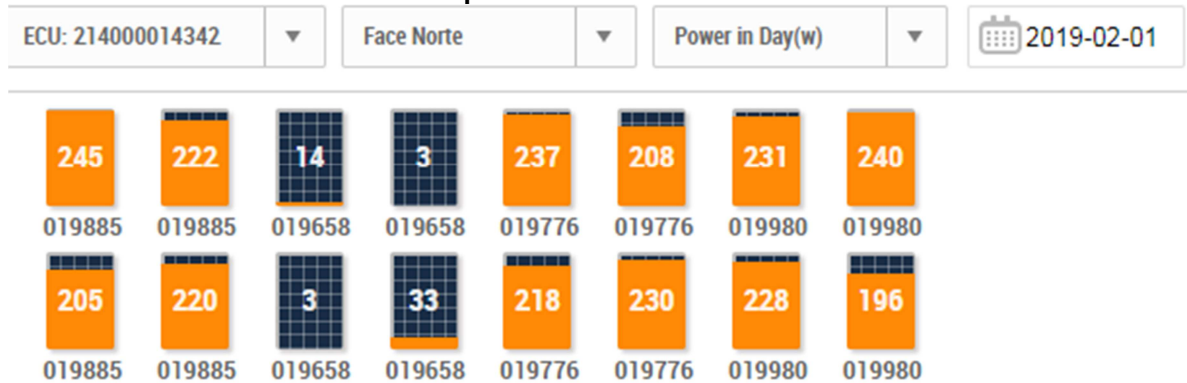 ECU: 214000014342 Face Norte Power in Day(w) 2019-02-01
245 222 14 3 237 208 231 240
019885 019885 019658 019658 019776 019776 019980 019980
205 220 3 33 218 230 228 196
019885 019885 019658 019658 019776 019776 019980 019980